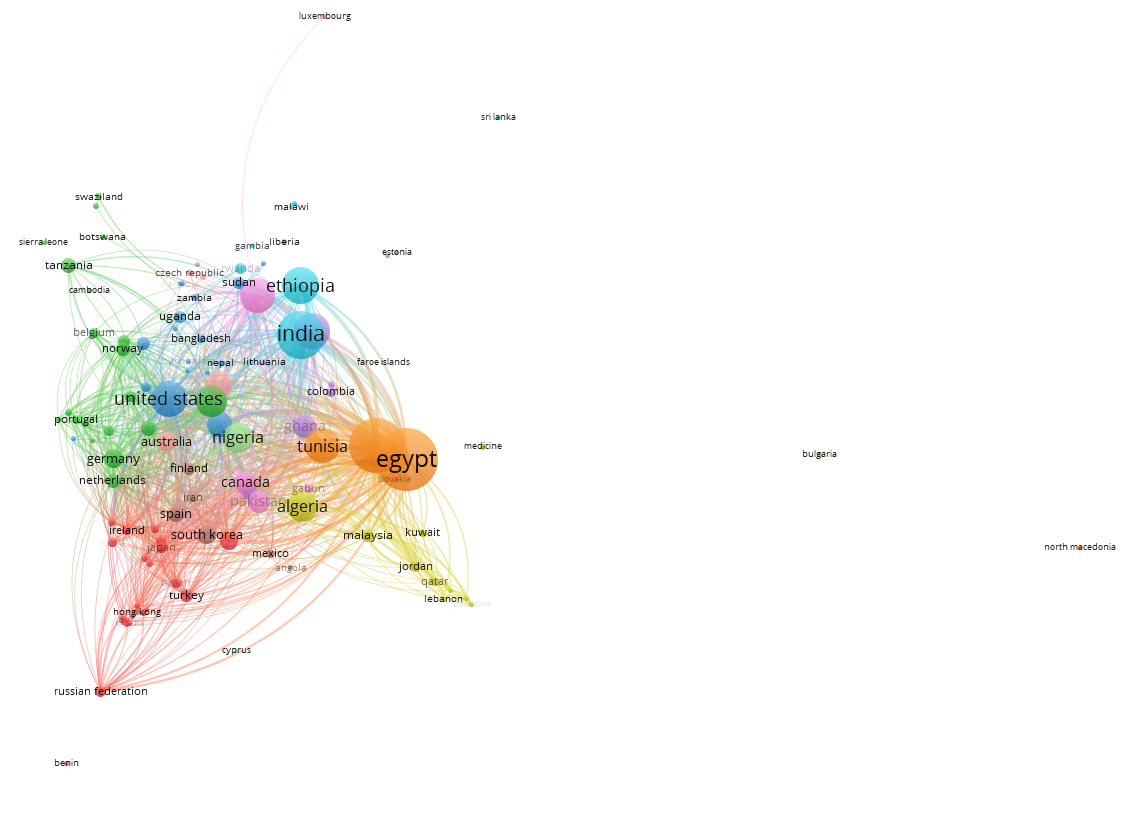 luxembourg
sri lanka
swaziland
malawi
botswana
sierra leone
gambia
liberia
estonia
tanzania
czech republic
rwanda
sudan
ethiopia
cambodia
zambia
uganda
belgium
india
bangladesh
norway
nepal
lithuania
faroe islands
colombia
united states
portugal
ghana
nigeria
australia
tunisia
medicine
egypt
bulgaria
germany
finland
netherlands
slovakia
canada
gabon
iran
pakistan
algeria
spain
ireland
south korea
malaysia
kuwait
japan
north macedonia
mexico
angola
jordan
qatar
turkey
lebanon
hong kong
cyprus
russian federation
benin